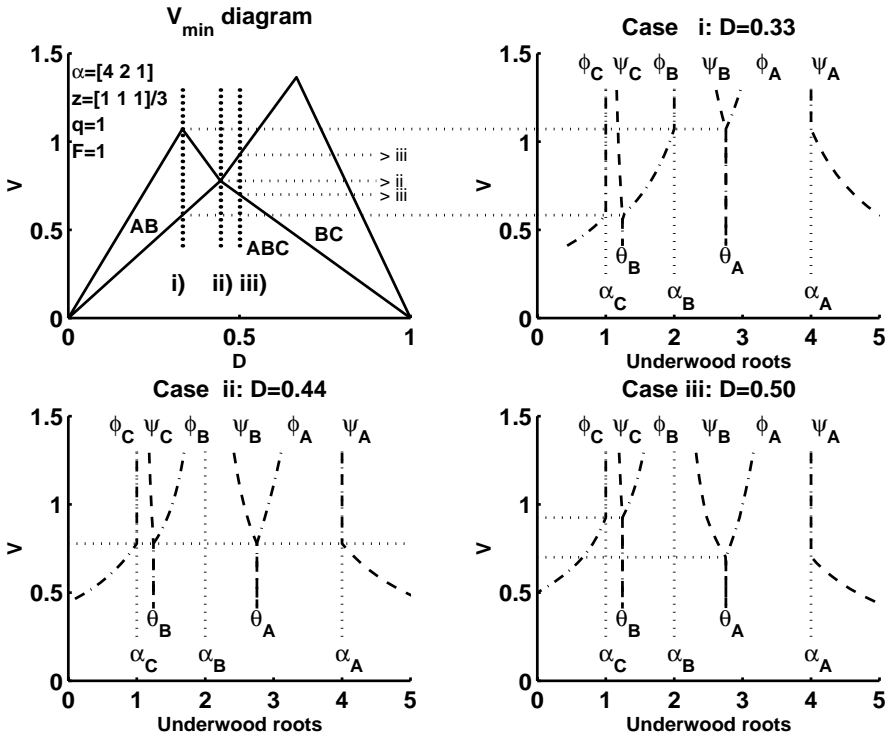 V_min diagram
α=[4 2 1]
z=[1 1 1]/3
q=1
F=1
1.5
1
0.5
0
V
> iii
> ii
> iii
AB
ABC
BC
i) ii) iii)
0 0.5 1
D
Case i: D=0.33
ϕ_C ψ_C ϕ_B ψ_B ϕ_A ψ_A
1.5
1
0.5
0
V
θ_B θ_A
α_C α_B α_A
0 1 2 3 4 5
Underwood roots
Case ii: D=0.44
ϕ_C ψ_C ϕ_B ψ_B ϕ_A ψ_A
1.5
1
0.5
0
V
θ_B θ_A
α_C α_B α_A
0 1 2 3 4 5
Underwood roots
Case iii: D=0.50
ϕ_C ψ_C ϕ_B ψ_B ϕ_A ψ_A
1.5
1
0.5
0
V
θ_B θ_A
α_C α_B α_A
0 1 2 3 4 5
Underwood roots